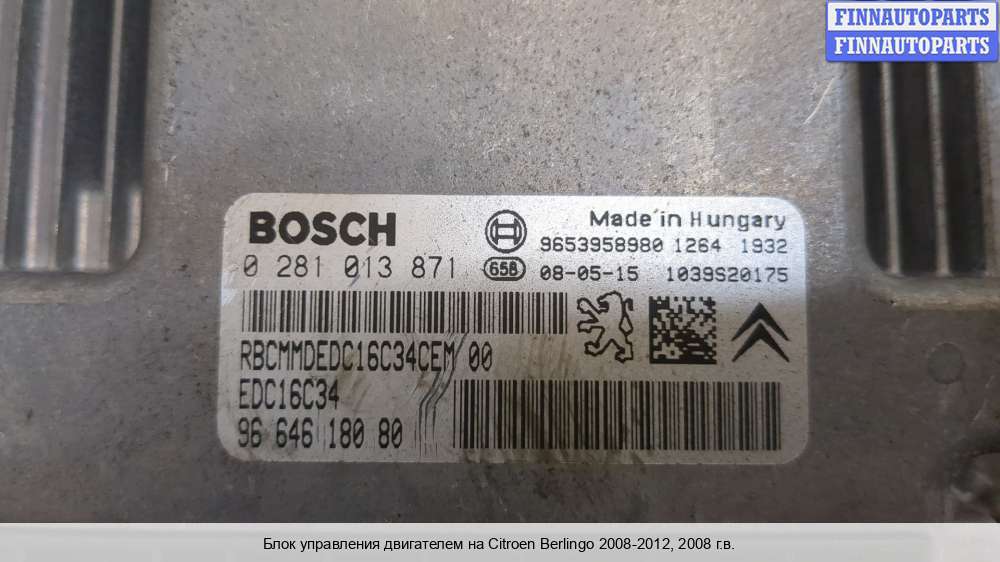 FINNAUTOPARTS
FINNAUTOPARTS
BOSCH
Made in Hungary
9653958980 1264 1932
0 281 013 871
658
08-05-15 1039S20175
RBCMMDEDC16C34CEM 00
EDC16C34
96 646 180 80
Блок управления двигателем на Citroen Berlingo 2008-2012, 2008 г.в.